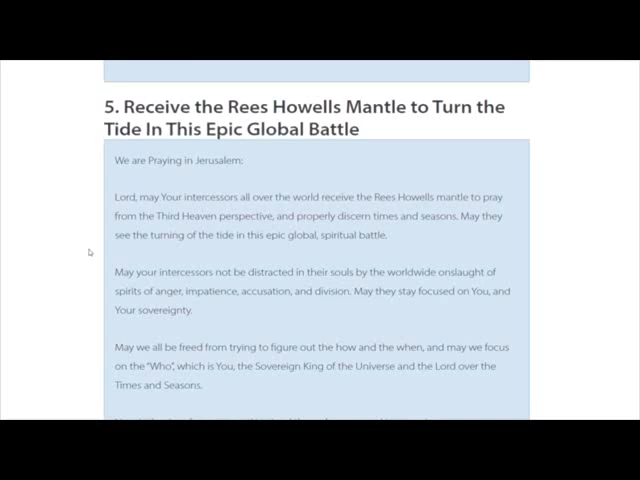 5. Receive the Rees Howells Mantle to Turn the
Tide In This Epic Global Battle
We are Praying in Jerusalem:
Lord, may Your intercessors all over the world receive the Rees Howells mantle to pray
from the Third Heaven perspective, and properly discern times and seasons. May they
see the turning of the tide in this epic global, spiritual battle.
May your intercessors not be distracted in their souls by the worldwide onslaught of
spirits of anger, impatience, accusation, and division. May they stay focused on You, and
Your sovereignty.
May we all be freed from trying to figure out the how and the when, and may we focus
on the “Who”, which is You, the Sovereign King of the Universe and the Lord over the
Times and Seasons.